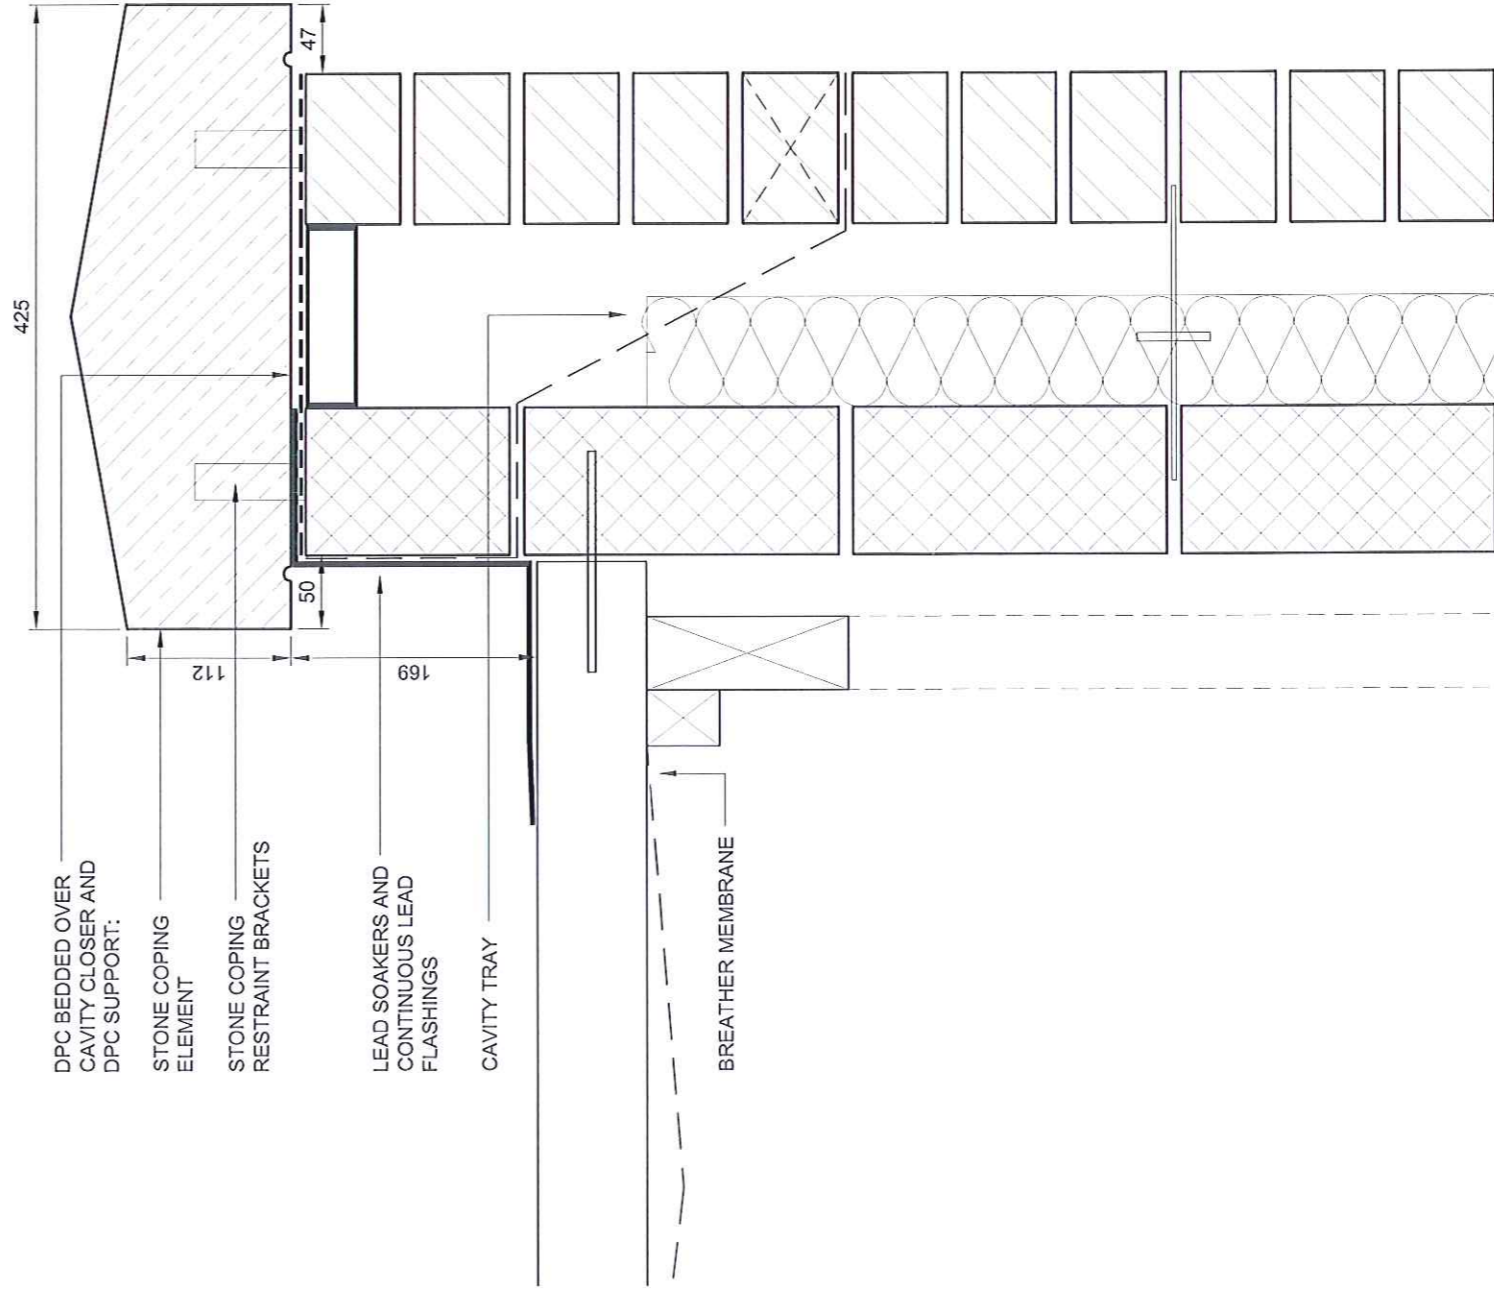 425
47
50
112
169
DPC BEDDED OVER
CAVITY CLOSER AND
DPC SUPPORT:
STONE COPING
ELEMENT
STONE COPING
RESTRAINT BRACKETS
LEAD SOAKERS AND
CONTINUOUS LEAD
FLASHINGS
CAVITY TRAY
BREATHER MEMBRANE